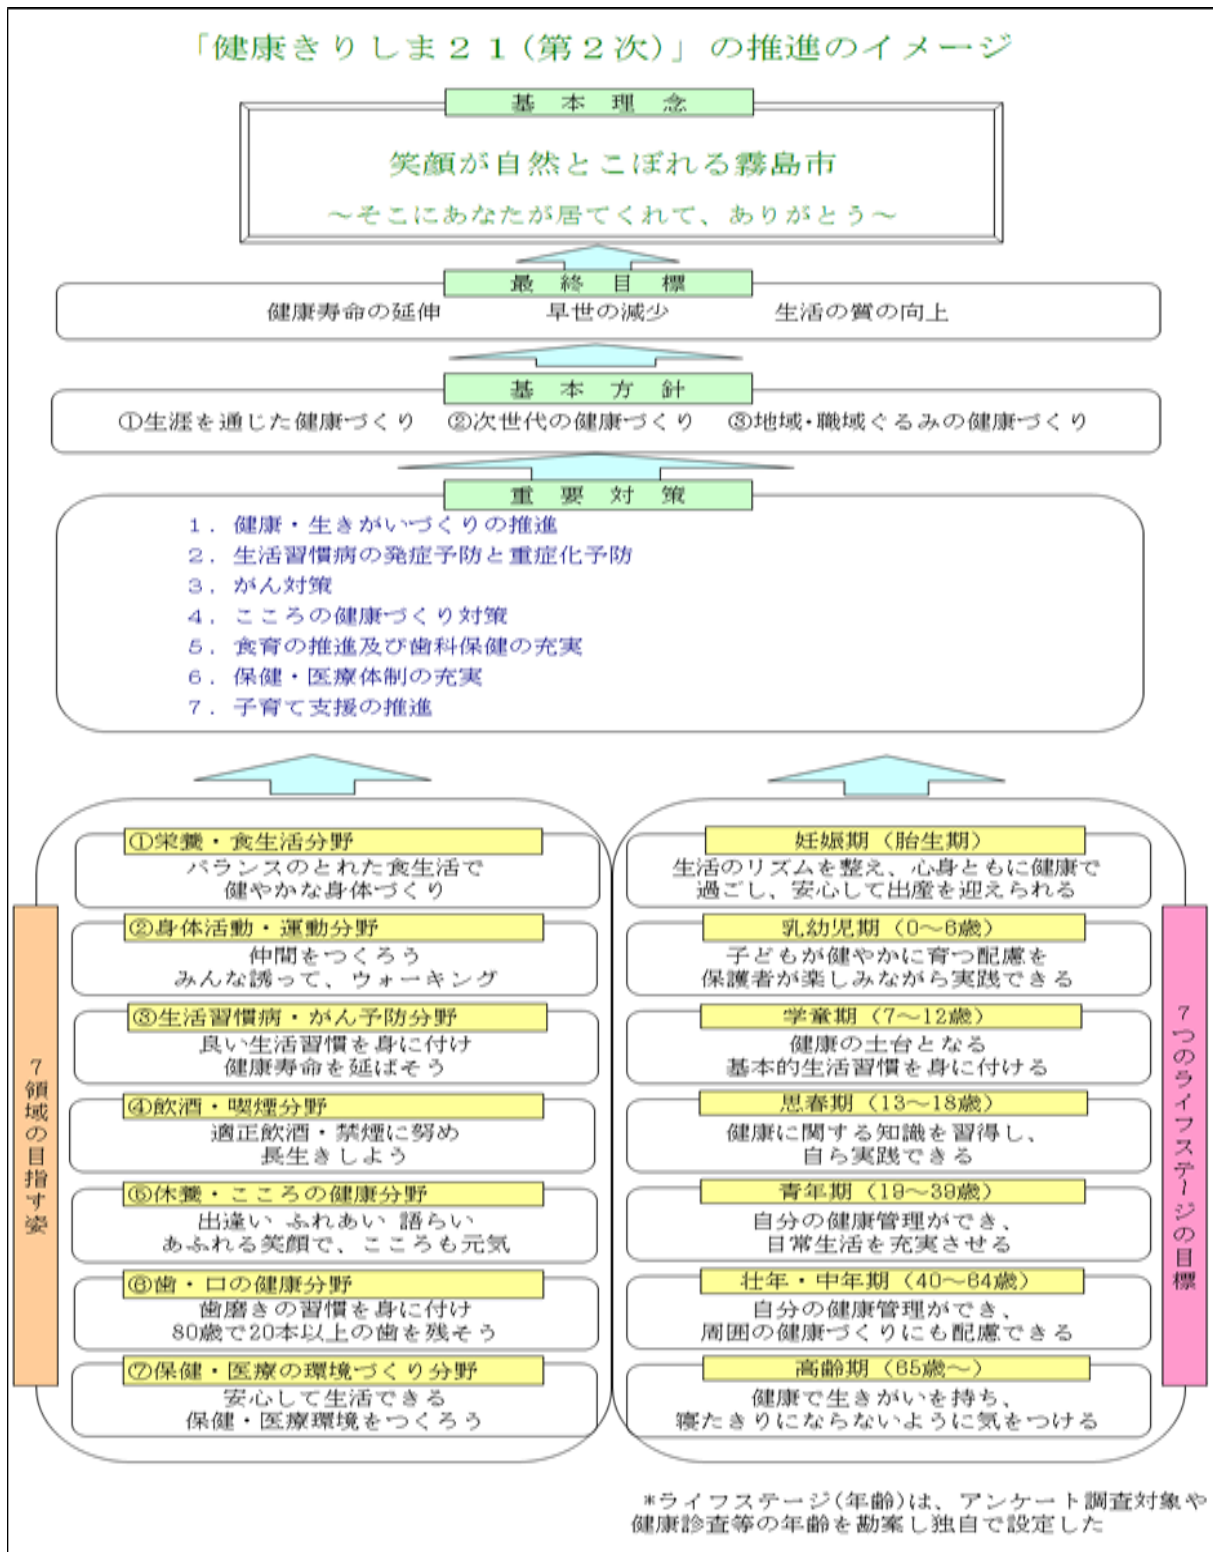 「健康きりしま２１(第２次)」の推進のイメージ
基本理念
笑顔が自然とこぼれる霧島市
～そこにあなたが居てくれて、ありがとう～
最終目標
健康寿命の延伸　早世の減少　生活の質の向上
基本方針
①生涯を通じた健康づくり　②次世代の健康づくり　③地域・職域ぐるみの健康づくり
重要対策
１．健康・生きがいづくりの推進
２．生活習慣病の発症予防と重症化予防
３．がん対策
４．こころの健康づくり対策
５．食育の推進及び歯科保健の充実
６．保健・医療体制の充実
７．子育て支援の推進
７領域の目指す姿
①栄養・食生活分野
バランスのとれた食生活で
健やかな身体づくり
②身体活動・運動分野
仲間をつくろう
みんな誘って、ウォーキング
③生活習慣病・がん予防分野
良い生活習慣を身に付け
健康寿命を延ばそう
④飲酒・喫煙分野
適正飲酒・禁煙に努め
長生きしよう
⑤休養・こころの健康分野
出逢い ふれあい 語らい
あふれる笑顔で、こころも元気
⑥歯・口の健康分野
歯磨きの習慣を身に付け
80歳で20本以上の歯を残そう
⑦保健・医療の環境づくり分野
安心して生活できる
保健・医療環境をつくろう
７つのライフステージの目標
妊娠期（胎生期）
生活のリズムを整え、心身ともに健康で
過ごし、安心して出産を迎えられる
乳幼児期（0～6歳）
子どもが健やかに育つ配慮を
保護者が楽しみながら実践できる
学童期（7～12歳）
健康の土台となる
基本的生活習慣を身に付ける
思春期（13～18歳）
健康に関する知識を習得し、
自ら実践できる
青年期（19～39歳）
自分の健康管理ができ、
日常生活を充実させる
壮年・中年期（40～64歳）
自分の健康管理ができ、
周囲の健康づくりにも配慮できる
高齢期（65歳～）
健康で生きがいを持ち、
寝たきりにならないように気をつける
*ライフステージ(年齢)は、アンケート調査対象や
健康診査等の年齢を勘案し独自で設定した